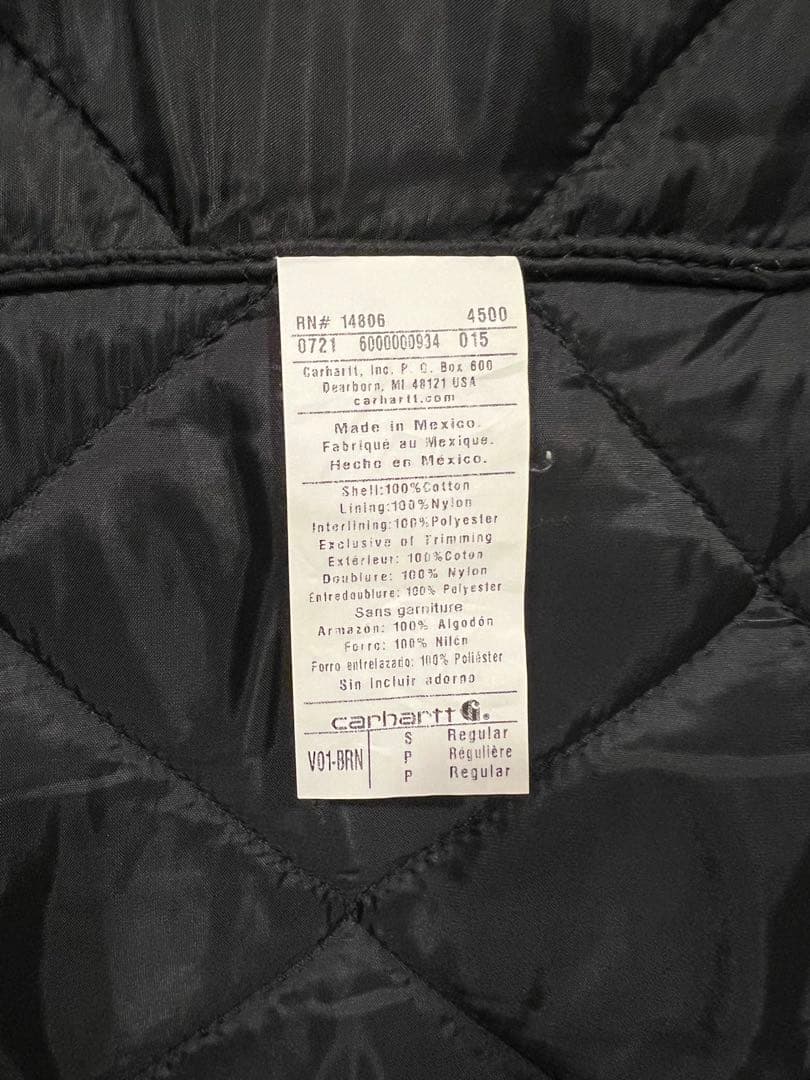 RN# 14806 4500
0721 6000000934 015
Carhartt, Inc. P. O. Box 600
Dearborn, MI 48121 USA
carhartt.com
Made in Mexico.
Fabriqué au Mexique.
Hecho en México.
Shell:100%Cotton
Lining:100%Nylon
Interlining:100%Polyester
Exclusive of Trimming
Extérieur: 100%Coton
Doublure: 100% Nylon
Entredoublure: 100% Polyester
Sans garniture
Armazón: 100% Algodón
Forro: 100% Nilón
Forro entrelazado: 100% Poliéster
Sin Incluir adorno
carhartt
S Regular
V01-BRN P Régulière
P Regular